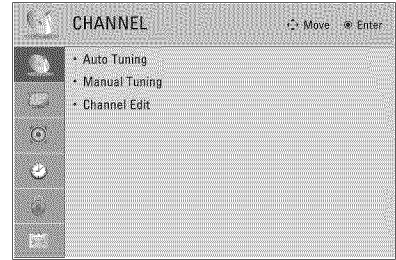 CHANNEL
Move Enter
• Auto Tuning
• Manual Tuning
• Channel Edit